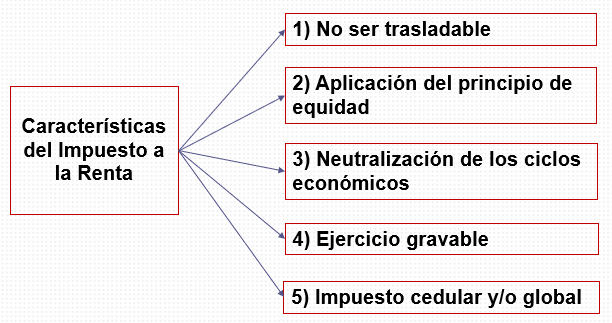 Características
del Impuesto a
la Renta
1) No ser trasladable
2) Aplicación del principio de
equidad
3) Neutralización de los ciclos
económicos
4) Ejercicio gravable
5) Impuesto cedular y/o global